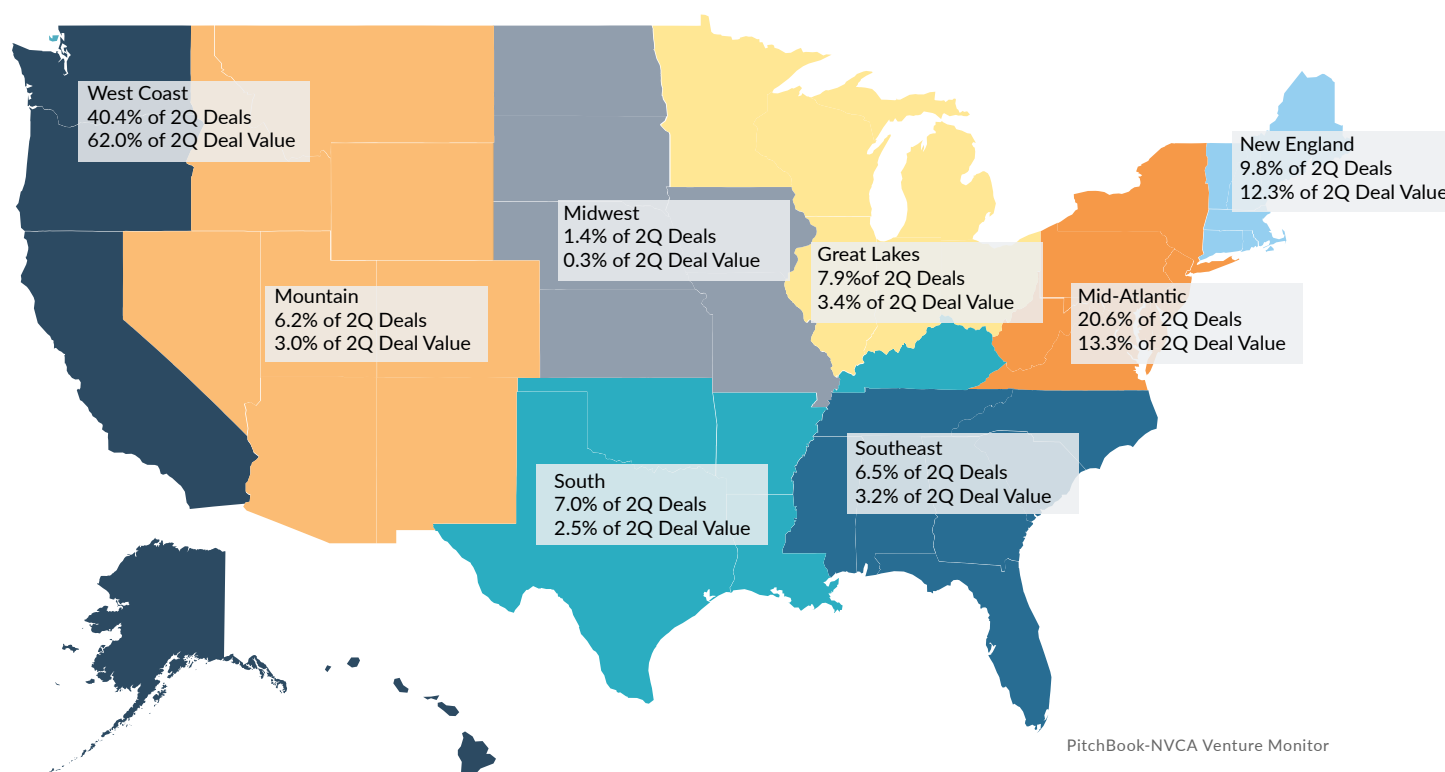 West Coast
40.4% of 2Q Deals
62.0% of 2Q Deal Value
New England
9.8% of 2Q Deals
12.3% of 2Q Deal Value
Midwest
1.4% of 2Q Deals
0.3% of 2Q Deal Value
Great Lakes
7.9%of 2Q Deals
3.4% of 2Q Deal Value
Mountain
6.2% of 2Q Deals
3.0% of 2Q Deal Value
Mid-Atlantic
20.6% of 2Q Deals
13.3% of 2Q Deal Value
Southeast
6.5% of 2Q Deals
3.2% of 2Q Deal Value
South
7.0% of 2Q Deals
2.5% of 2Q Deal Value
PitchBook-NVCA Venture Monitor